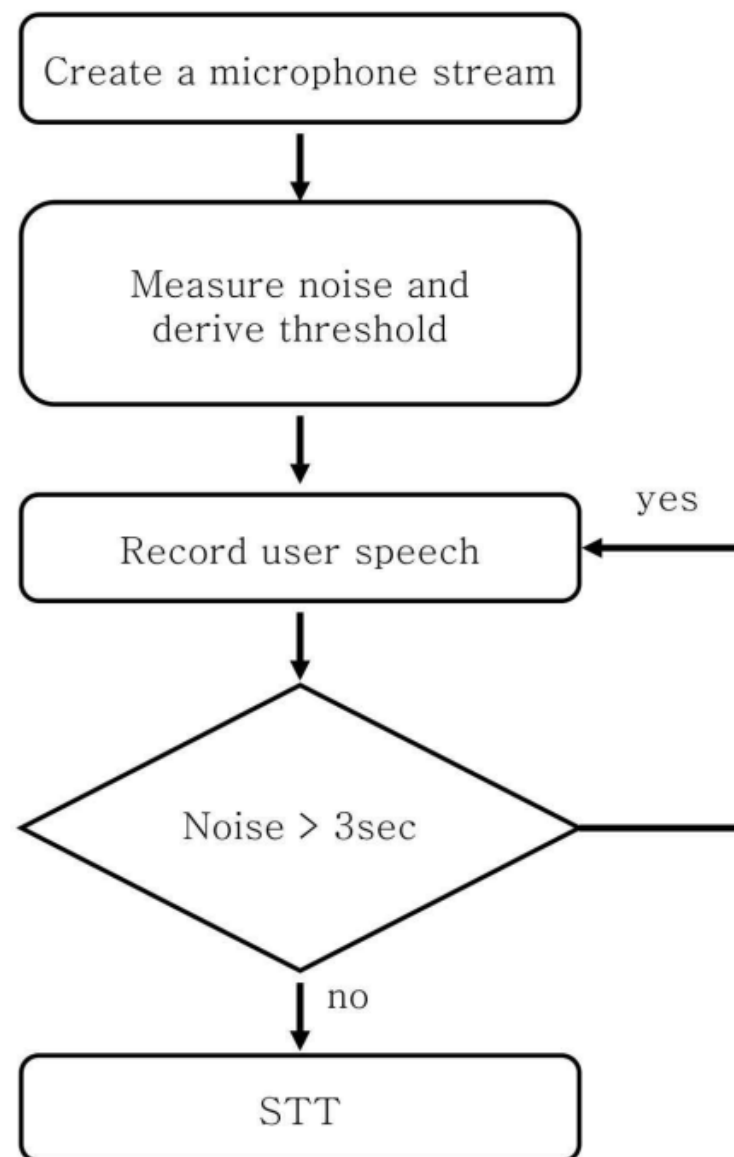 Create a microphone stream
Measure noise and
derive threshold
yes
Record user speech
Noise > 3sec
no
STT